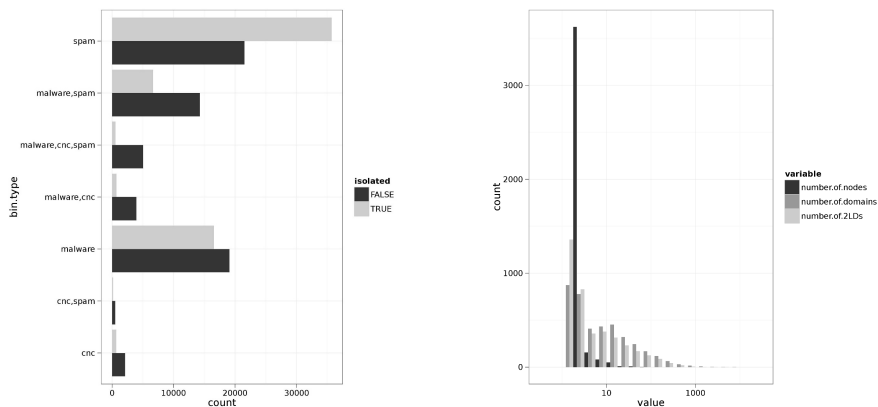 bin.type
spam
malware,spam
malware,cnc,spam
malware,cnc
malware
cnc,spam
cnc
0 10000 20000 30000
count
isolated
FALSE
TRUE
count
3000
2000
1000
0
10 1000
value
variable
number.of.nodes
number.of.domains
number.of.2LDs